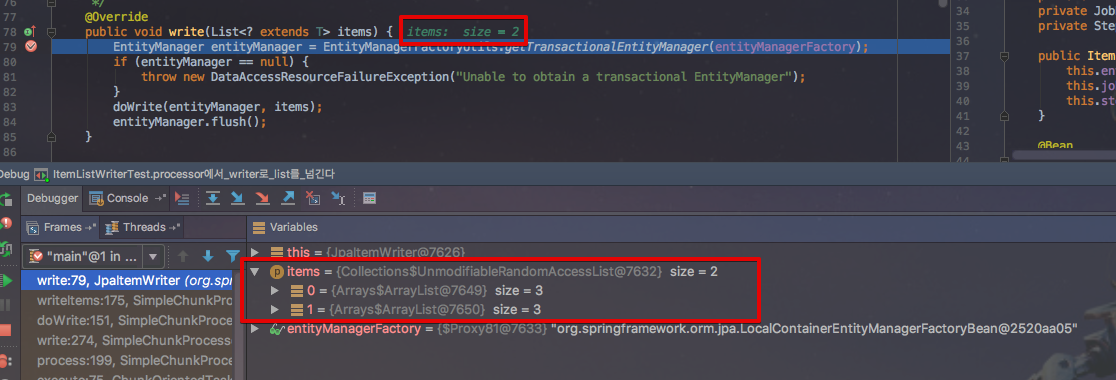 76 */
77 @Override
78 public void write(List<? extends T> items) { items: size = 2
79 EntityManager entityManager = EntityManagerFactoryUtils.getTransactionalEntityManager(entityManagerFactory);
80 if (entityManager == null) {
81 throw new DataAccessResourceFailureException("Unable to obtain a transactional EntityManager");
82 }
83 doWrite(entityManager, items);
84 entityManager.flush();
85 }
86
34 private Job
35 private Ste
36
37 public Item
38 this.en
39 this.jo
40 this.st
41 }
42
43 @Bean
44
Debug ItemListWriterTest.processor에서_writer로_list를_넘긴다
Debugger Console
Frames Threads Variables
"main"@1 in ...
this = {JpaItemWriter@7626}
items = {Collections$UnmodifiableRandomAccessList@7632} size = 2
0 = {Arrays$ArrayList@7649} size = 3
1 = {Arrays$ArrayList@7650} size = 3
entityManagerFactory = {$Proxy81@7633} "org.springframework.orm.jpa.LocalContainerEntityManagerFactoryBean@2520aa05"
write:79, JpaItemWriter (org.spr
writeItems:175, SimpleChunkProc
doWrite:151, SimpleChunkProces
write:274, SimpleChunkProcesso
process:199, SimpleChunkProces
execute:75, ChunkOrientedTask